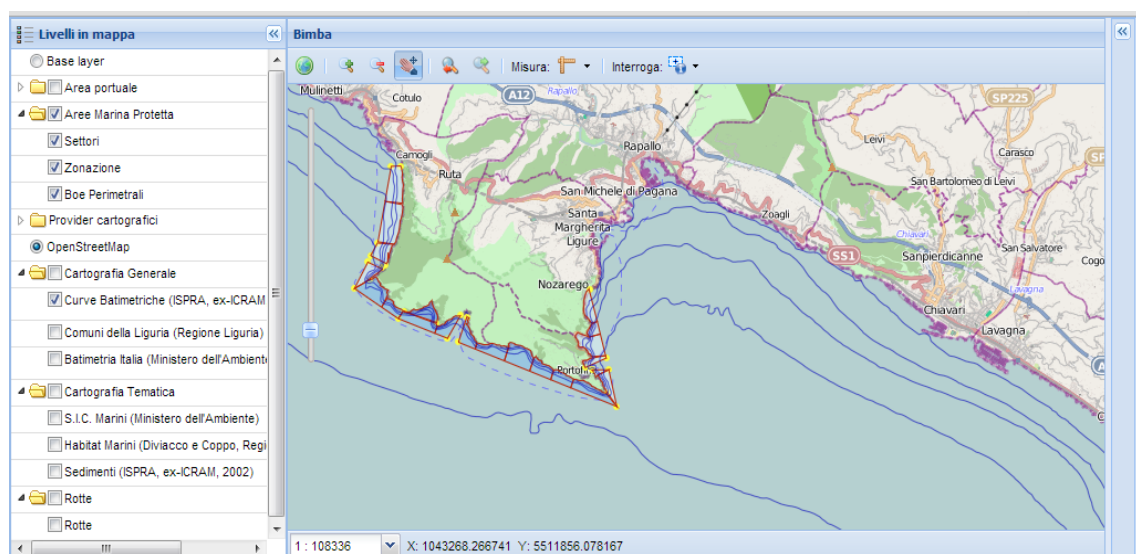 Livelli in mappa
Base layer
Area portuale
Aree Marina Protetta
Settori
Zonazione
Boe Perimetrali
Provider cartografici
OpenStreetMap
Cartografia Generale
Curve Batimetriche (ISPRA, ex-ICRAM
Comuni della Liguria (Regione Liguria)
Batimetria Italia (Ministero dell'Ambient
Cartografia Tematica
S.I.C. Marini (Ministero dell'Ambiente)
Habitat Marini (Diviacco e Coppo, Regi
Sedimenti (ISPRA, ex-ICRAM, 2002)
Rotte
Rotte
Bimba
Misura:
Interroga:
Mulinetti
Cotulo
A12
Rapallo
SP225
Leivi
Carasco
SP
Camogli
Ruta
Rapallo
San Bartolomeo di Leivi
San Michele di Pagana
Santa
Margherita
Ligure
Zoagli
Chiavari
SS1
Sanpierdicanne
San Salvatore
Cogo
Nozarego
Lavagna
Chiavari
Lavagna
A
Portof
C
1 : 108336
X: 1043268.266741 Y: 5511856.078167